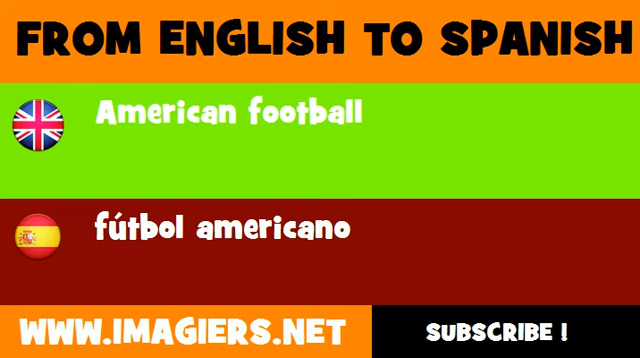 FROM ENGLISH TO SPANISH
American football
fútbol americano
WWW.IMAGIERS.NET
SUBSCRIBE !